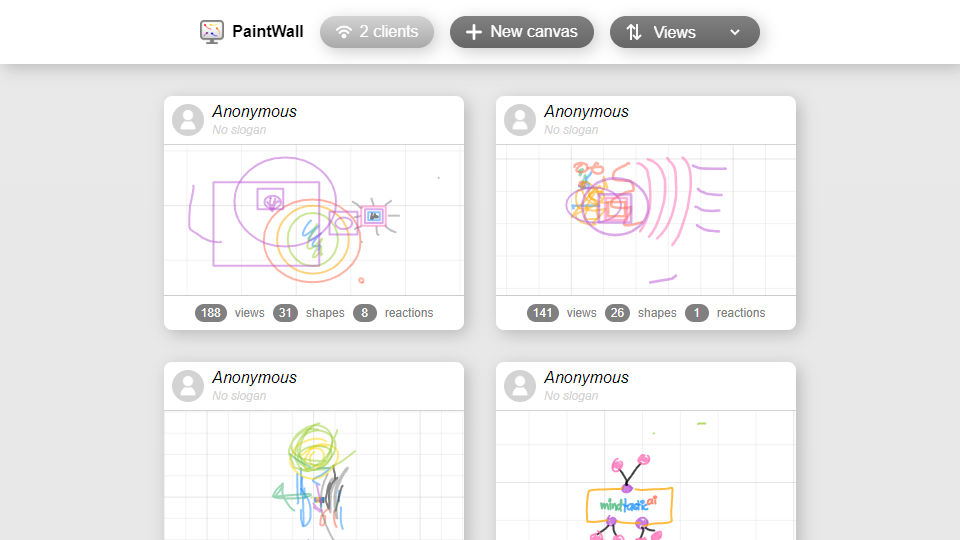 PaintWall
2 clients
New canvas
Views
Anonymous
No slogan
188 views 31 shapes 8 reactions
Anonymous
No slogan
141 views 26 shapes 1 reactions
Anonymous
No slogan
Anonymous
No slogan
mindtastic ai